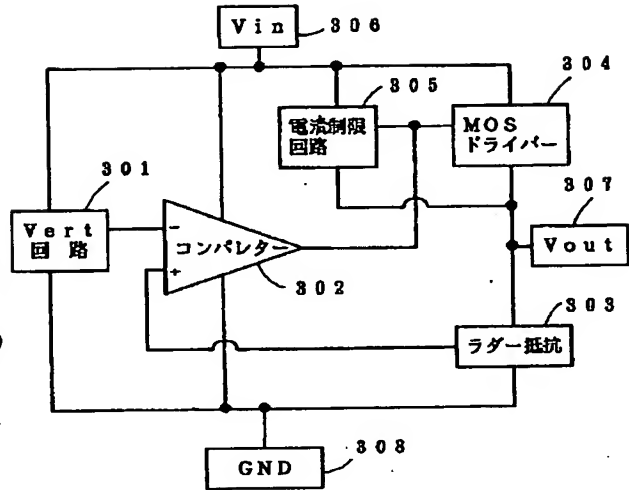 Vin
306
305
304
電流制限
回路
MOS
ドライバー
301
307
Vert
回 路
−
コンパレター
+
302
Vout
303
ラダー抵抗
GND
308